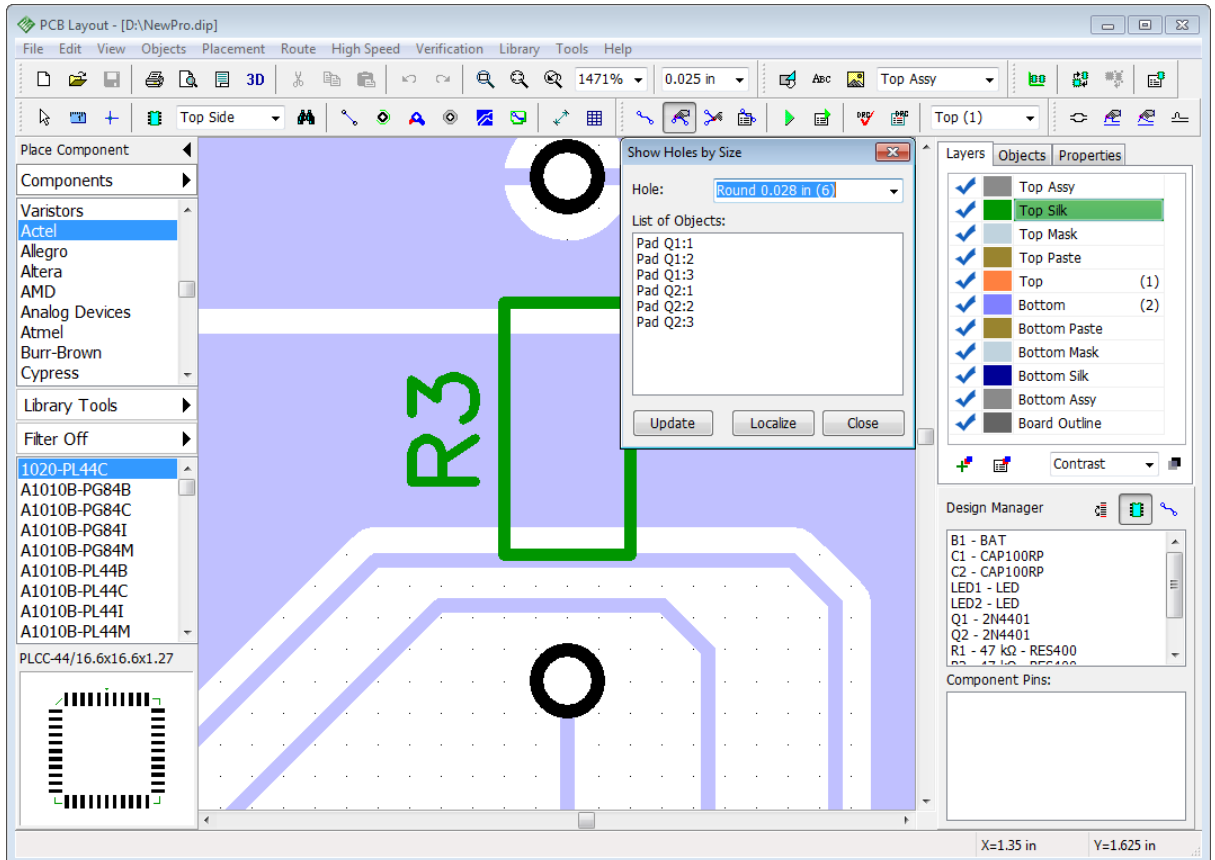 PCB Layout - [D:\NewPro.dip]
File Edit View Objects Placement Route High Speed Verification Library Tools Help
3D 1471% 0.025 in ABC Top Assy
Top Side DRC DRC Top (1)
Place Component
Components
Varistors
Actel
Allegro
Altera
AMD
Analog Devices
Atmel
Burr-Brown
Cypress
Library Tools
Filter Off
1020-PL44C
A1010B-PG84B
A1010B-PG84C
A1010B-PG84I
A1010B-PG84M
A1010B-PL44B
A1010B-PL44C
A1010B-PL44I
A1010B-PL44M
PLCC-44/16.6x16.6x1.27
R3
Show Holes by Size
Hole: Round 0.028 in (6)
List of Objects:
Pad Q1:1
Pad Q1:2
Pad Q1:3
Pad Q2:1
Pad Q2:2
Pad Q2:3
Update Localize Close
Layers Objects Properties
Top Assy
Top Silk
Top Mask
Top Paste
Top (1)
Bottom (2)
Bottom Paste
Bottom Mask
Bottom Silk
Bottom Assy
Board Outline
Contrast
Design Manager
B1 - BAT
C1 - CAP100RP
C2 - CAP100RP
LED1 - LED
LED2 - LED
Q1 - 2N4401
Q2 - 2N4401
R1 - 47 kΩ - RES400
Component Pins:
X=1.35 in Y=1.625 in